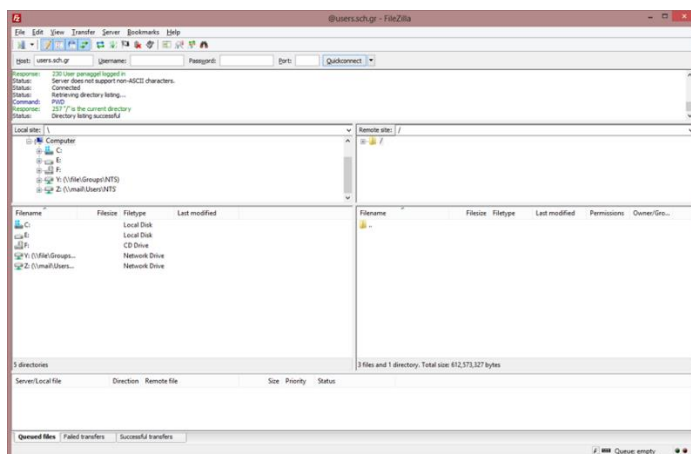 @users.sch.gr - FileZilla
File Edit View Transfer Server Bookmarks Help
Host: users.sch.gr Username: Password: Port: Quickconnect
Response: 230 User panaggel logged in
Status: Server does not support non-ASCII characters.
Status: Connected
Status: Retrieving directory listing...
Command: PWD
Response: 257 "/" is the current directory
Status: Directory listing successful
Local site: \ Remote site: /
Computer /
C:
E:
F:
Y: (\\file\Groups\NTS)
Z: (\\mail\Users\NTS
Filename Filesize Filetype Last modified Filename Filesize Filetype Last modified Permissions Owner/Gro...
C: Local Disk ..
E: Local Disk
F: CD Drive
Y: (\\file\Groups... Network Drive
Z: (\\mail\Users... Network Drive
3 directories 3 files and 1 directory. Total size: 612,573,327 bytes
Server/Local file Direction Remote file Size Priority Status
Queued files Failed transfers Successful transfers
Queue: empty